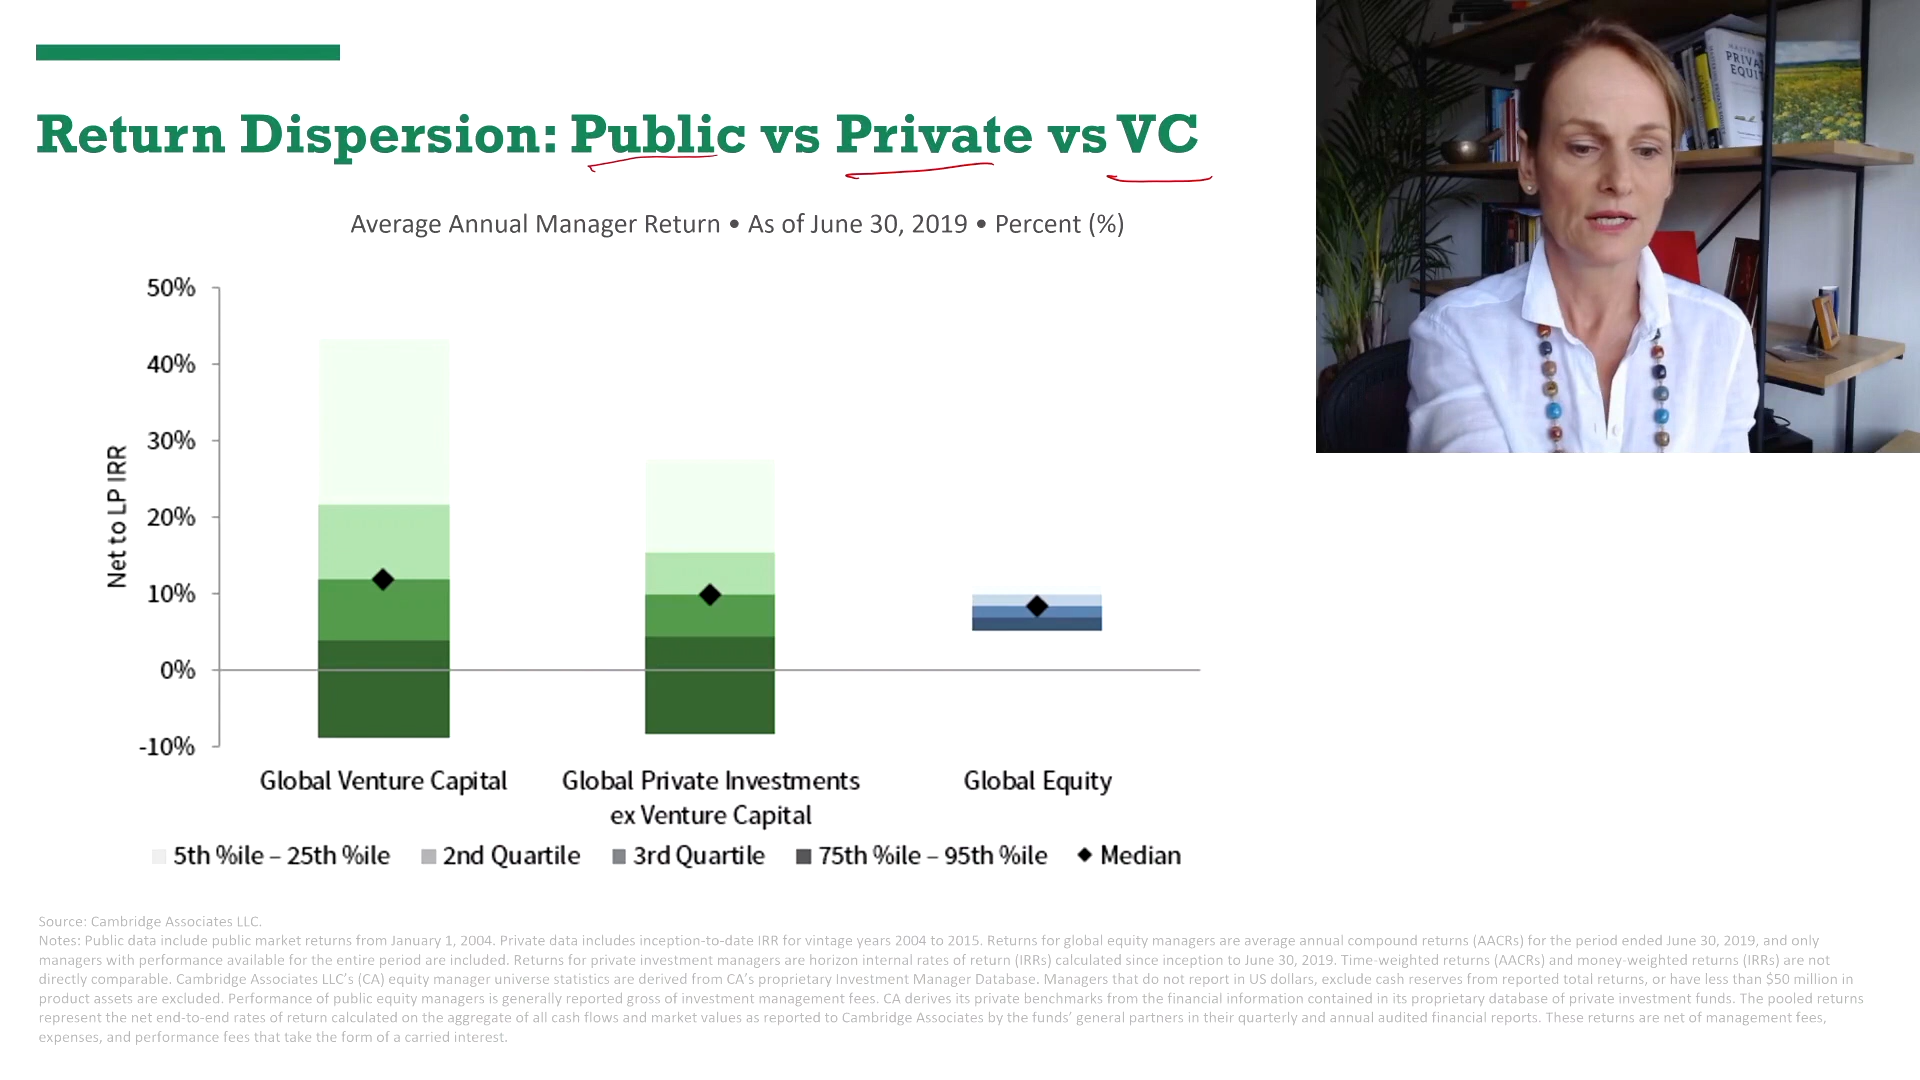 Return Dispersion: Public vs Private vs VC
Average Annual Manager Return • As of June 30, 2019 • Percent (%)
50%
40%
30%
20%
10%
0%
-10%
Net to LP IRR
Global Venture Capital
Global Private Investments
ex Venture Capital
Global Equity
5th %ile – 25th %ile
2nd Quartile
3rd Quartile
75th %ile – 95th %ile
Median
Source: Cambridge Associates LLC.
Notes: Public data include public market returns from January 1, 2004. Private data includes inception-to-date IRR for vintage years 2004 to 2015. Returns for global equity managers are average annual compound returns (AACRs) for the period ended June 30, 2019, and only
managers with performance available for the entire period are included. Returns for private investment managers are horizon internal rates of return (IRRs) calculated since inception to June 30, 2019. Time-weighted returns (AACRs) and money-weighted returns (IRRs) are not
directly comparable. Cambridge Associates LLC's (CA) equity manager universe statistics are derived from CA's proprietary Investment Manager Database. Managers that do not report in US dollars, exclude cash reserves from reported total returns, or have less than $50 million in
product assets are excluded. Performance of public equity managers is generally reported gross of investment management fees. CA derives its private benchmarks from the financial information contained in its proprietary database of private investment funds. The pooled returns
represent the net end-to-end rates of return calculated on the aggregate of all cash flows and market values as reported to Cambridge Associates by the funds' general partners in their quarterly and annual audited financial reports. These returns are net of management fees,
expenses, and performance fees that take the form of a carried interest.